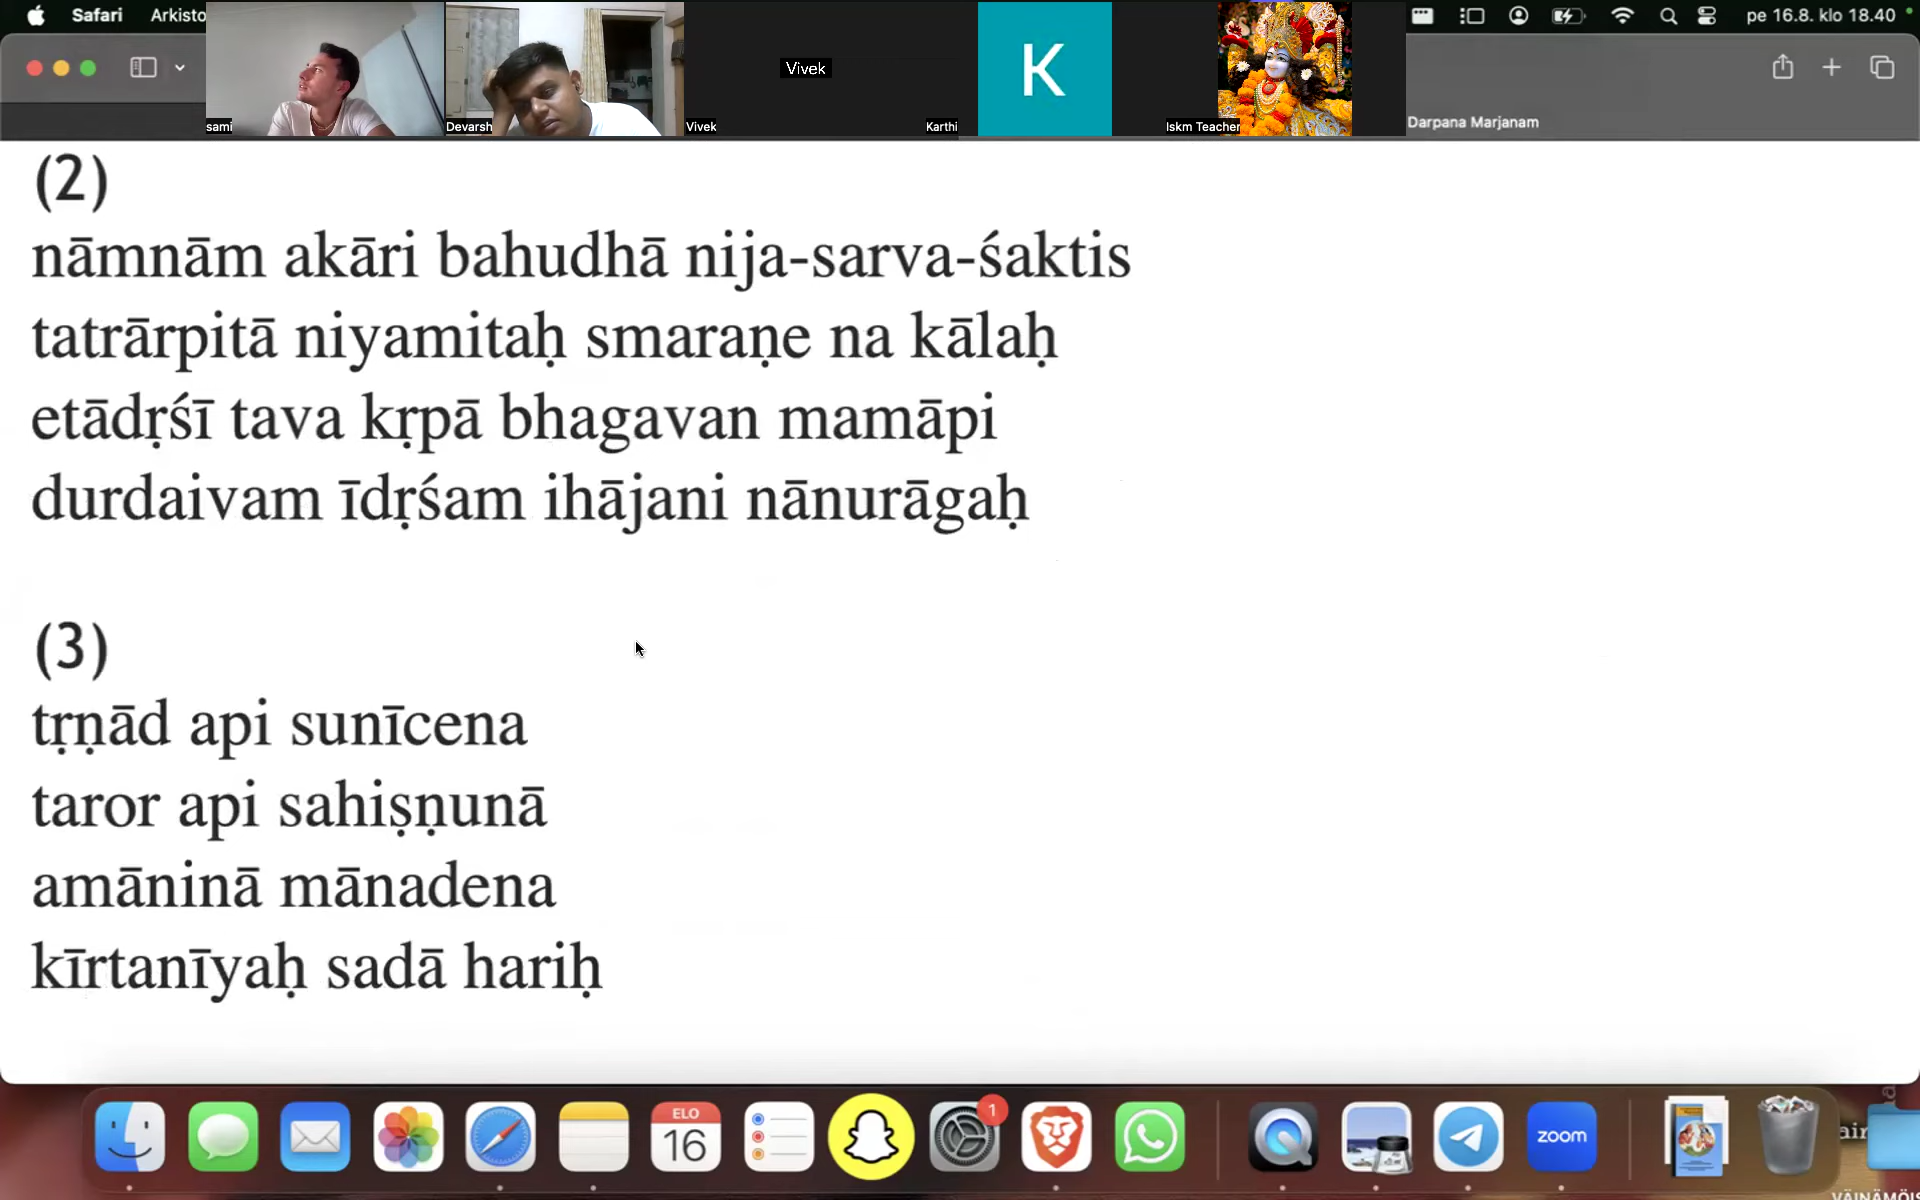 Safari Arkisto
pe 16.8. klo 18.40
sami
Devarsh
Vivek
Vivek
Karthi
K
Iskm Teacher
Darpana Marjanam
(2)
nāmnām akāri bahudhā nija-sarva-śaktis
tatrārpitā niyamitaḥ smaraṇe na kālaḥ
etādṛśī tava kṛpā bhagavan mamāpi
durdaivam īdṛśam ihājani nānurāgaḥ
(3)
tṛṇād api sunīcena
taror api sahiṣṇunā
amāninā mānadena
kīrtanīyaḥ sadā hariḥ
ELO
16
1
zoom